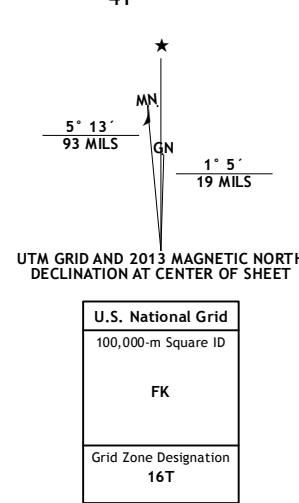 ★
MN
5° 13´
93 MILS
GN
1° 5´
19 MILS
UTM GRID AND 2013 MAGNETIC NORTH
DECLINATION AT CENTER OF SHEET
U.S. National Grid
100,000-m Square ID
FK
Grid Zone Designation
16T